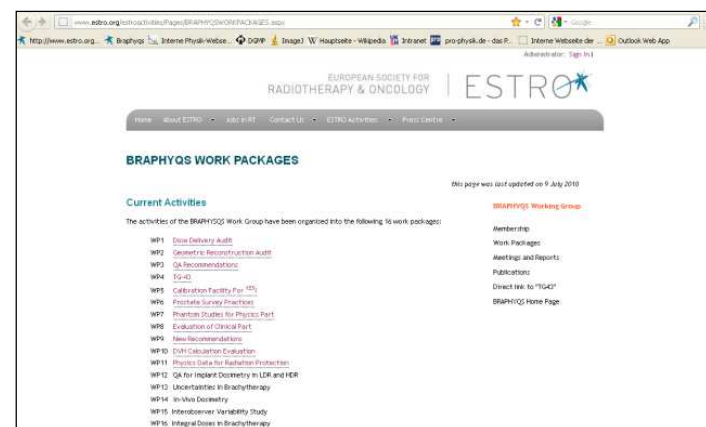 www.estro.org/estroactivities/Pages/BRAPHYQSWORKPACKAGES.aspx
Google
http://www.estro.org... Braphyqs Interne Physik-Webse... DGMP ImageJ Hauptseite - Wikipedia Intranet pro-physik.de - das P... Interne Webseite der ... Outlook Web App
Administrator: Sign In
EUROPEAN SOCIETY FOR
RADIOTHERAPY & ONCOLOGY
ESTRO
Home About ESTRO Jobs in RT Contact Us ESTRO Activities Press Centre
BRAPHYQS WORK PACKAGES
this page was last updated on 9 July 2010
Current Activities
BRAPHYQS Working Group
The activities of the BRAPHYSQS Work Group have been organised into the following 16 work packages:
Membership
WP1 Dose Delivery Audit
Work Packages
WP2 Geometric Reconstruction Audit
Meetings and Reports
WP3 QA Recommendations
Publications
WP4 TG-43
Direct link to "TG43"
WP5 Calibration Facility For
WP6 Prostate Survey Practices
BRAPHYQS Home Page
WP7 Phantom Studies for Physics Part
WP8 Evaluation of Clinical Part
WP9 New Recommendations
WP10 DVH Calculation Evaluation
WP11 Physics Data for Radiation Protection
WP12 QA for Implant Dosimetry in LDR and HDR
WP13 Uncertainties in Brachytherapy
WP14 In-Vivo Dosimetry
WP15 Interobserver Variability Study
WP16 Integral Doses in Brachytherapy